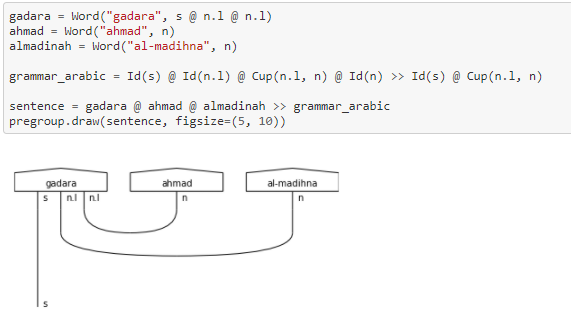 gadara = Word("gadara", s @ n.l @ n.l)
ahmad = Word("ahmad", n)
almadinah = Word("al-madihna", n)
grammar_arabic = Id(s) @ Id(n.l) @ Cup(n.l, n) @ Id(n) >> Id(s) @ Cup(n.l, n)
sentence = gadara @ ahmad @ almadinah >> grammar_arabic
pregroup.draw(sentence, figsize=(5, 10))
gadara ahmad al-madihna
s n.l n.l n n
s